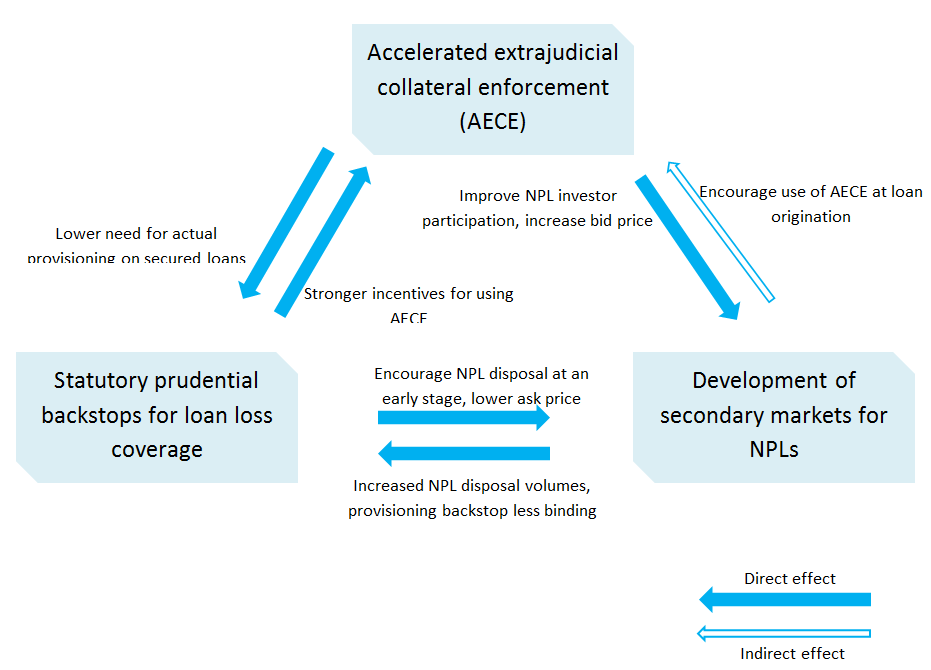 Accelerated extrajudicial
collateral enforcement
(AECE)
Improve NPL investor
participation, increase bid price
Encourage use of AECE at loan
origination
Lower need for actual
provisioning on secured loans
Stronger incentives for using
AECE
Statutory prudential
backstops for loan loss
coverage
Encourage NPL disposal at an
early stage, lower ask price
Increased NPL disposal volumes,
provisioning backstop less binding
Development of
secondary markets for
NPLs
Direct effect
Indirect effect